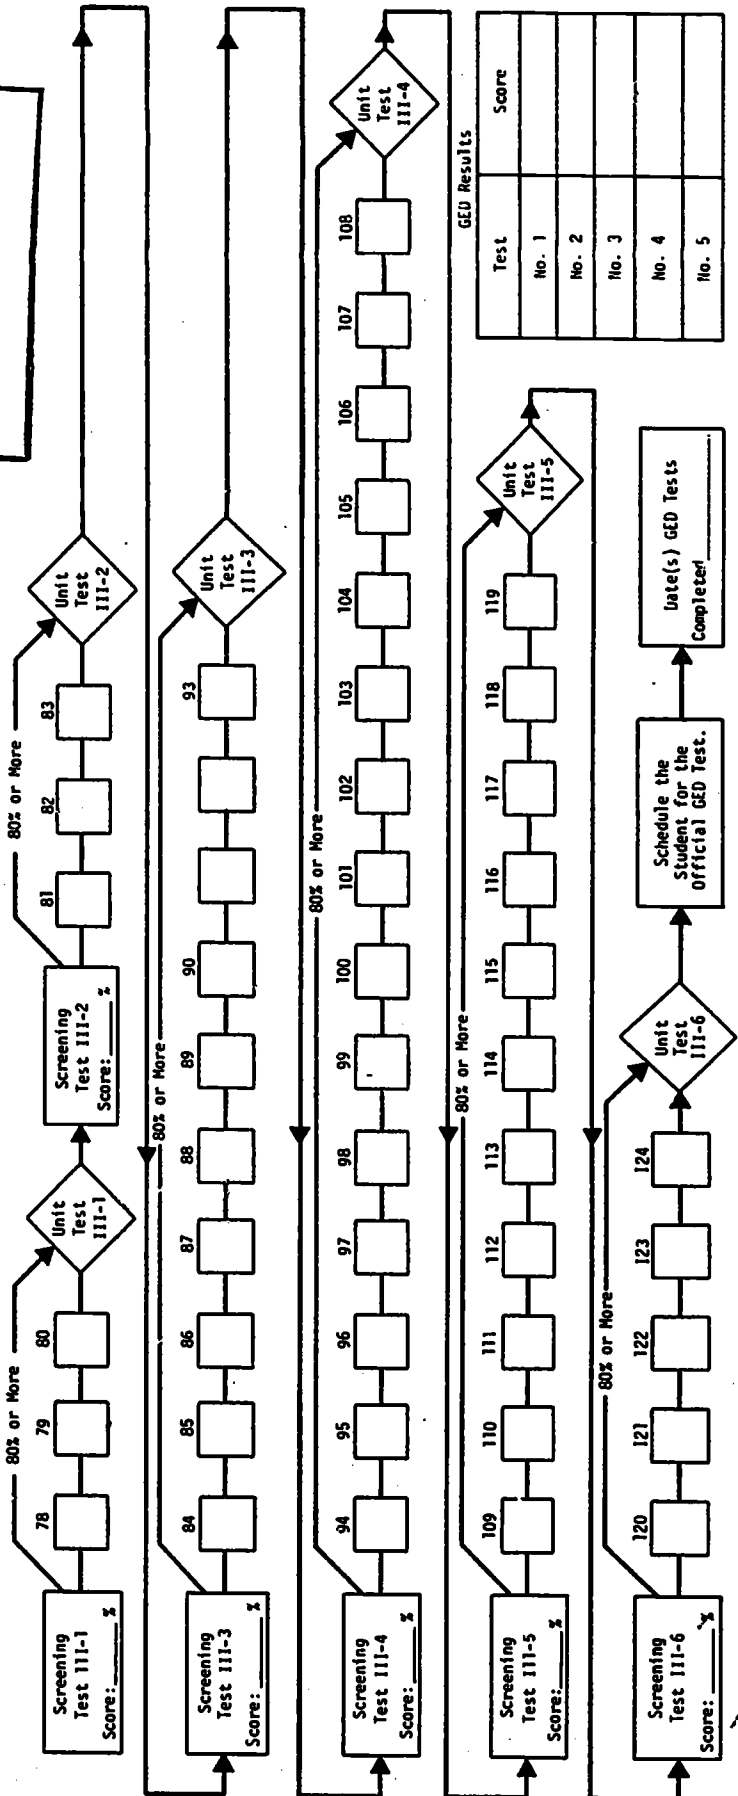 80% or More
78
79
80
Screening
Test III-1
Score: ____ %
Unit
Test
III-1
80% or More
81
82
83
Screening
Test III-2
Score: ____ %
Unit
Test
III-2
80% or More
84
85
86
87
88
89
90
93
Screening
Test III-3
Score: ____ %
Unit
Test
III-3
80% or More
94
95
96
97
98
99
100
101
102
103
104
105
106
107
108
Screening
Test III-4
Score: ____ %
Unit
Test
III-4
80% or More
109
110
111
112
113
114
115
116
117
118
119
Screening
Test III-5
Score: ____ %
Unit
Test
III-5
80% or More
120
121
122
123
124
Screening
Test III-6
Score: ____ %
Unit
Test
III-6
Schedule the
Student for the
Official GED Test.
Date(s) GED Tests
Completed ________
GED Results
Test Score
No. 1
No. 2
No. 3
No. 4
No. 5